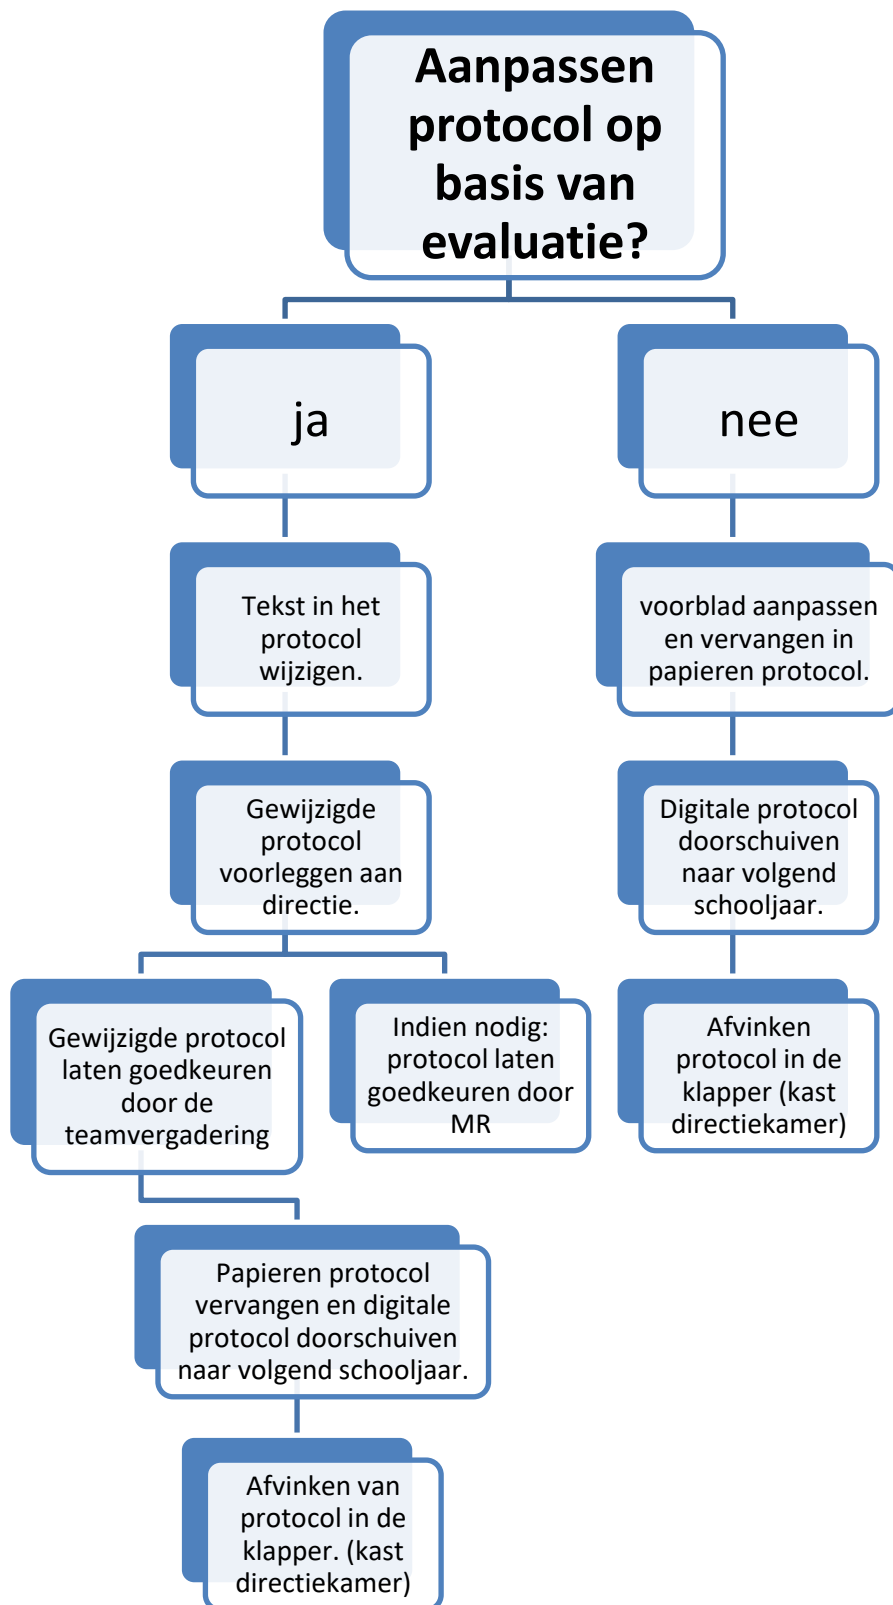 Aanpassen
protocol op
basis van
evaluatie?
ja
nee
Tekst in het
protocol
wijzigen.
voorblad aanpassen
en vervangen in
papieren protocol.
Gewijzigde
protocol
voorleggen aan
directie.
Digitale protocol
doorschuiven
naar volgend
schooljaar.
Gewijzigde protocol
laten goedkeuren
door de
teamvergadering
Indien nodig:
protocol laten
goedkeuren door
MR
Afvinken
protocol in de
klapper (kast
directiekamer)
Papieren protocol
vervangen en digitale
protocol doorschuiven
naar volgend schooljaar.
Afvinken van
protocol in de
klapper. (kast
directiekamer)